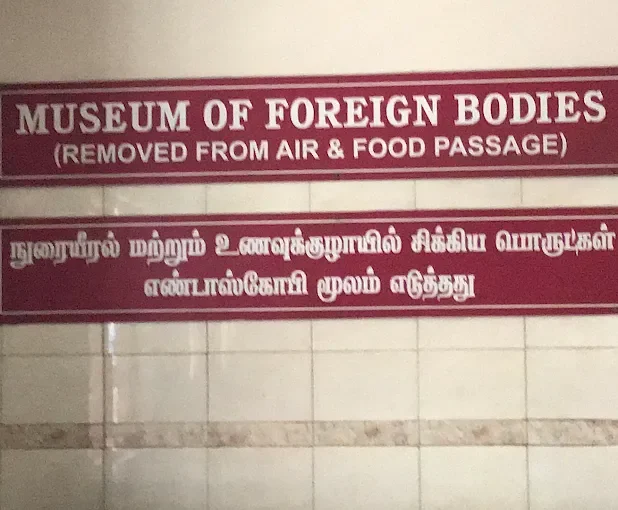 MUSEUM OF FOREIGN BODIES
(REMOVED FROM AIR & FOOD PASSAGE)
நுரையீரல் மற்றும் உணவுக்குழாயில் சிக்கிய பொருட்கள்
எண்டாஸ்கோபி மூலம் எடுத்தது